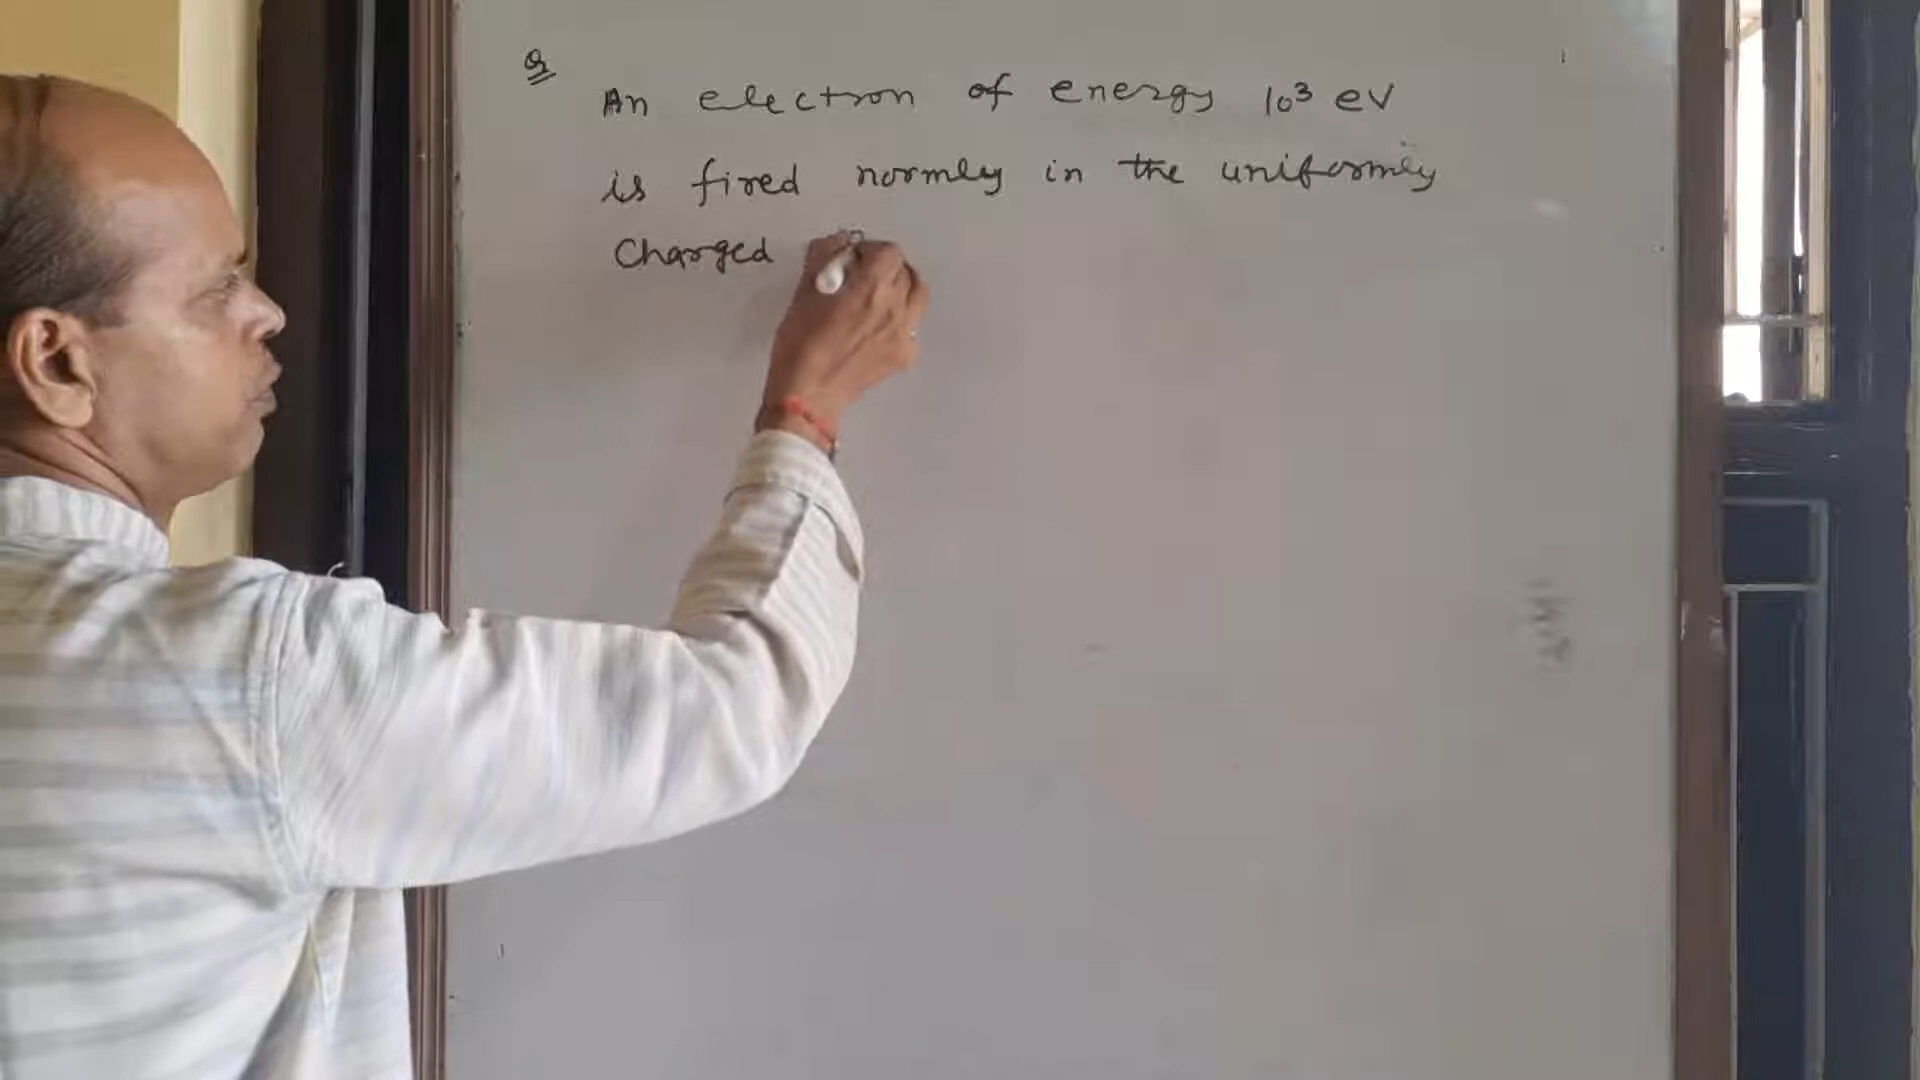 Q
An electron of energy 10³ eV
is fired normly in the uniformly
Charged